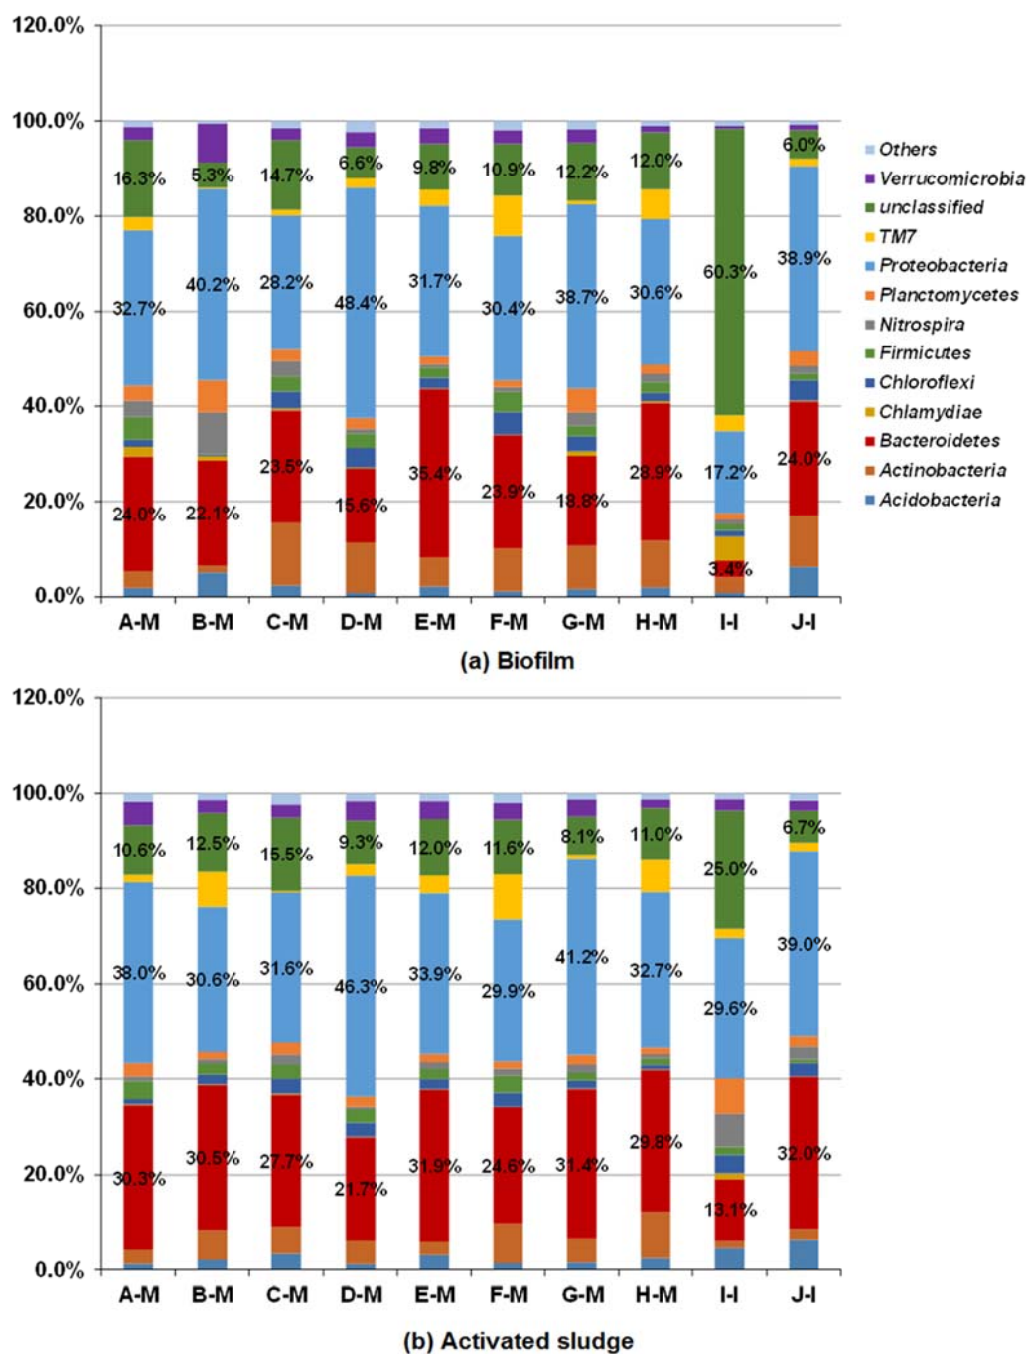 120.0%
100.0%
80.0%
60.0%
40.0%
20.0%
0.0%
16.3% 5.3% 14.7% 6.6% 9.8% 10.9% 12.2% 12.0% 60.3% 6.0%
32.7% 40.2% 28.2% 48.4% 31.7% 30.4% 38.7% 30.6% 17.2% 38.9%
24.0% 22.1% 23.5% 15.6% 35.4% 23.9% 18.8% 28.9% 3.4% 24.0%
A-M B-M C-M D-M E-M F-M G-M H-M I-I J-I
(a) Biofilm
Others
Verrucomicrobia
unclassified
TM7
Proteobacteria
Planctomycetes
Nitrospira
Firmicutes
Chloroflexi
Chlamydiae
Bacteroidetes
Actinobacteria
Acidobacteria
120.0%
100.0%
80.0%
60.0%
40.0%
20.0%
0.0%
10.6% 12.5% 15.5% 9.3% 12.0% 11.6% 8.1% 11.0% 25.0% 6.7%
38.0% 30.6% 31.6% 46.3% 33.9% 29.9% 41.2% 32.7% 29.6% 39.0%
30.3% 30.5% 27.7% 21.7% 31.9% 24.6% 31.4% 29.8% 13.1% 32.0%
A-M B-M C-M D-M E-M F-M G-M H-M I-I J-I
(b) Activated sludge